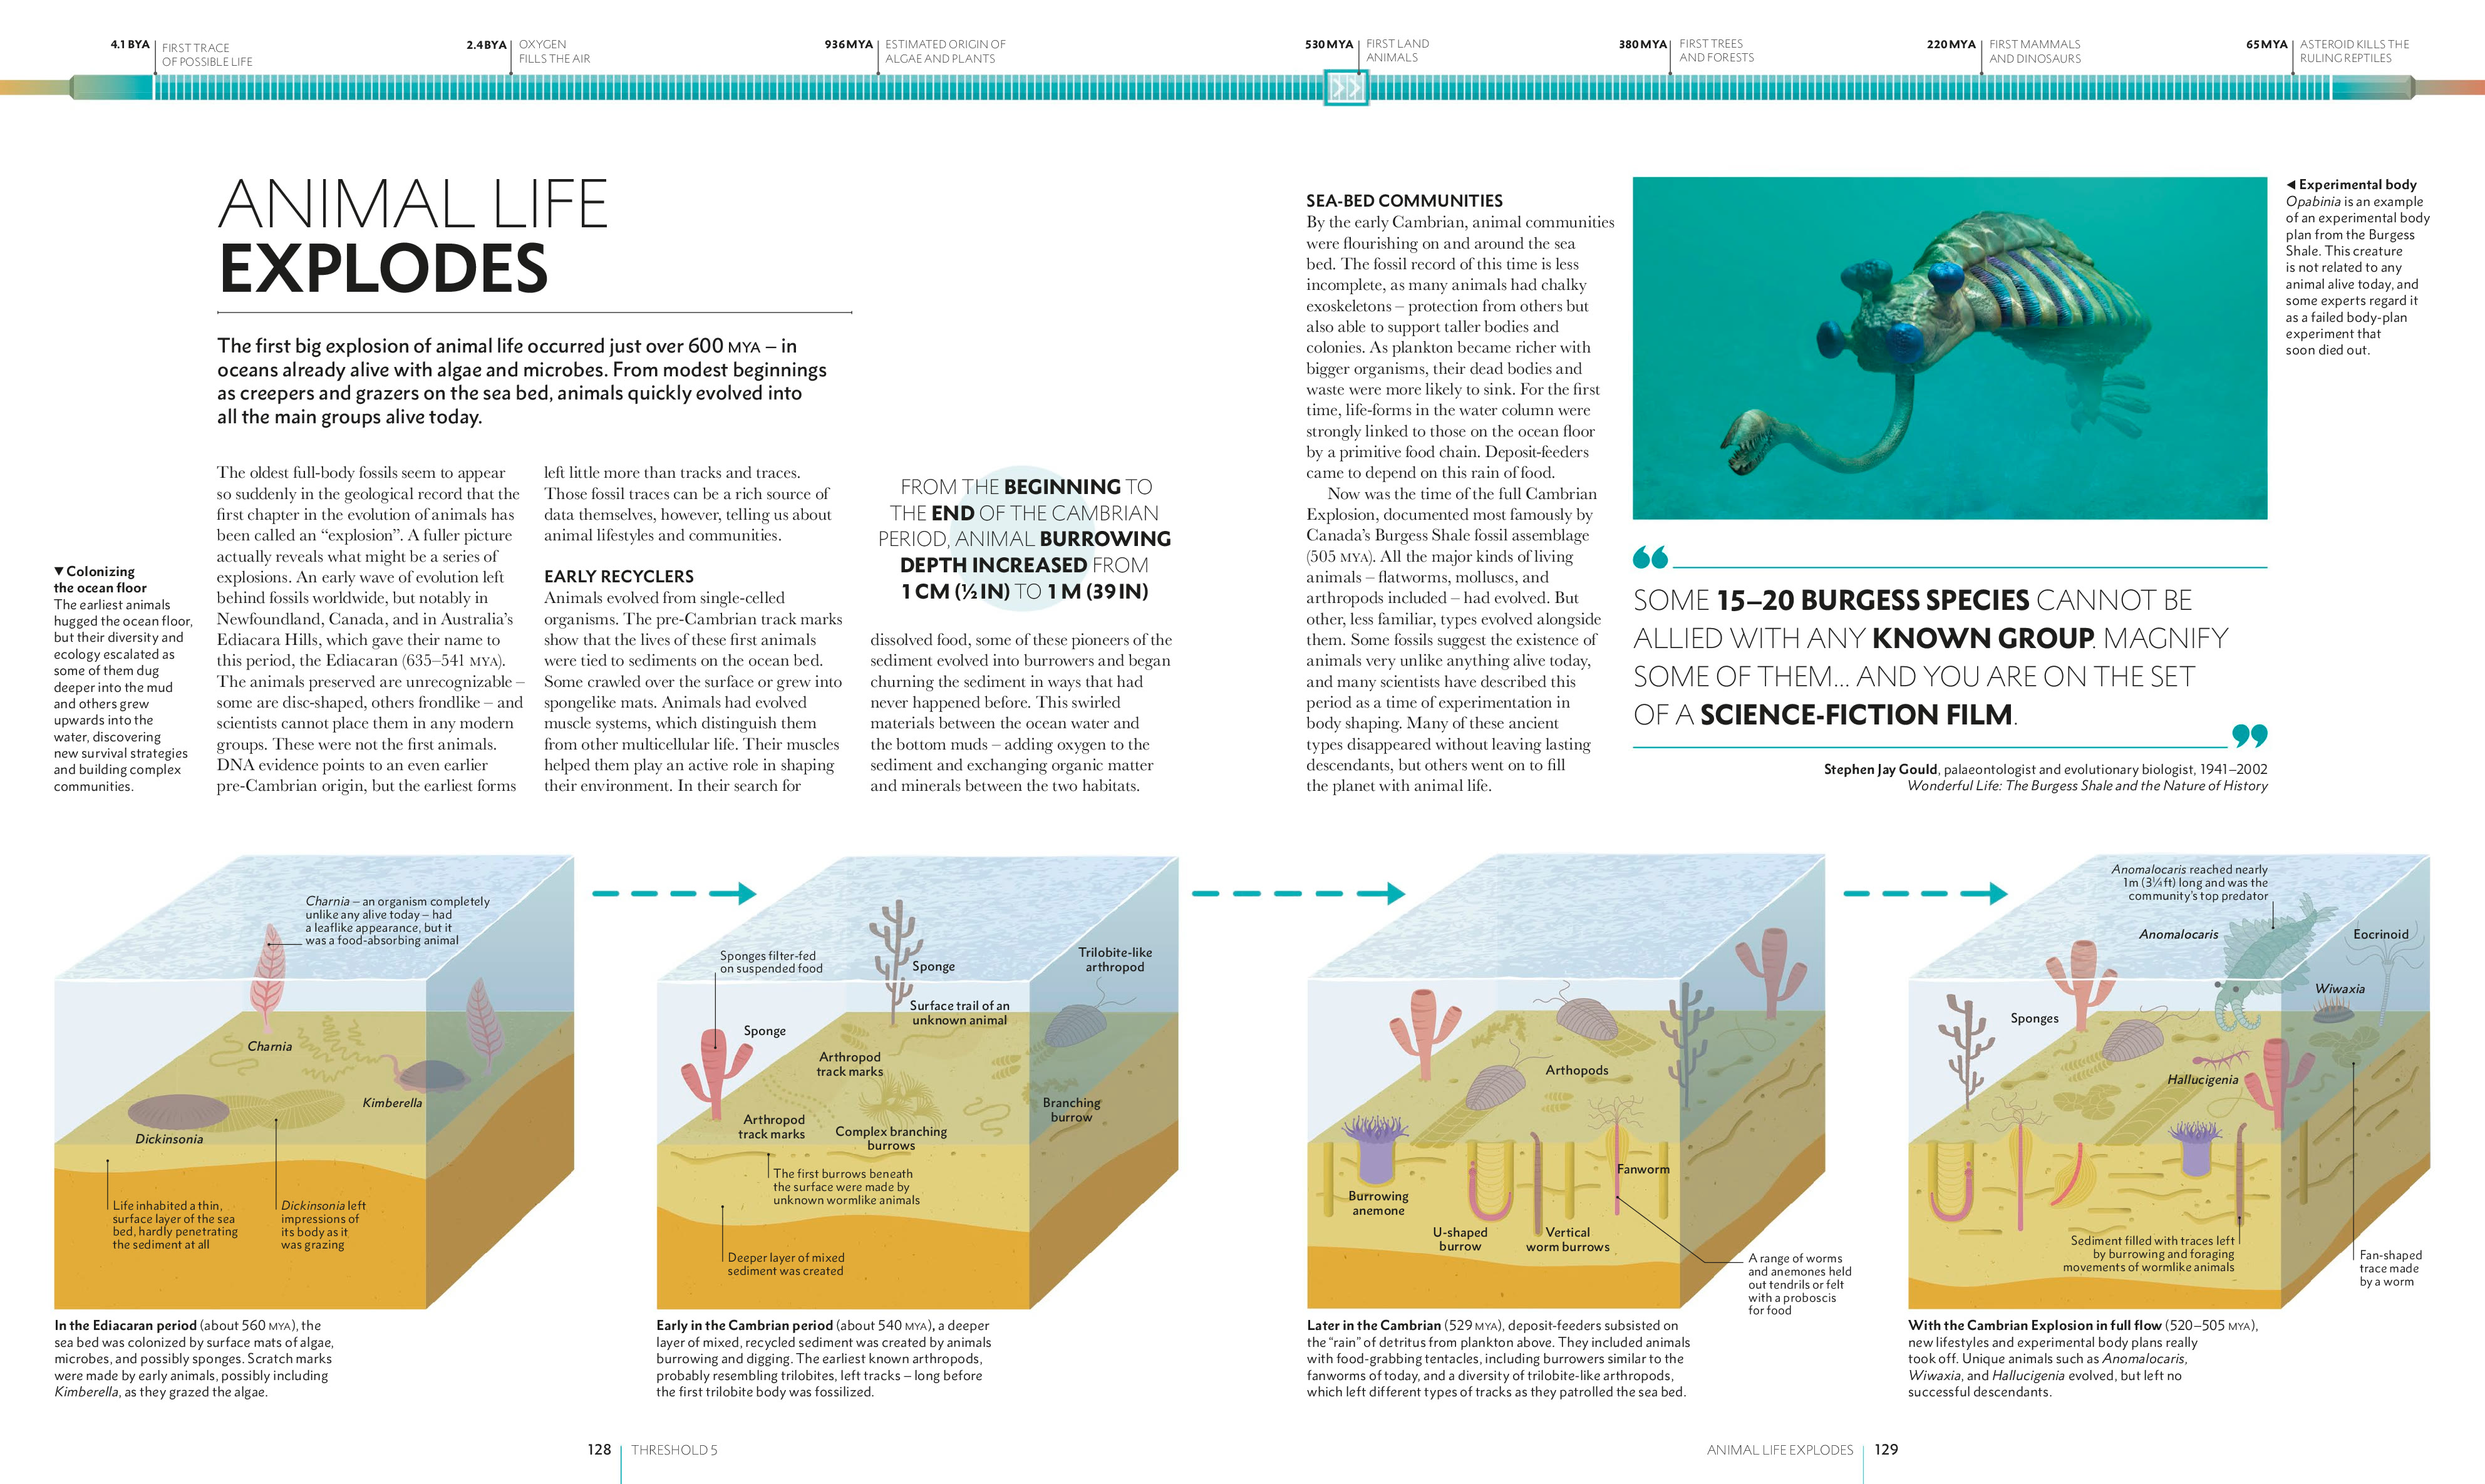 4.1 BYA
FIRST TRACE
OF POSSIBLE LIFE
2.4BYA
OXYGEN
FILLS THE AIR
936MYA
ESTIMATED ORIGIN OF
ALGAE AND PLANTS
530MYA
FIRST LAND
ANIMALS
380MYA
FIRST TREES
AND FORESTS
220MYA
FIRST MAMMALS
AND DINOSAURS
65MYA
ASTEROID KILLS THE
RULING REPTILES
ANIMAL LIFE
EXPLODES
The first big explosion of animal life occurred just over 600 MYA – in
oceans already alive with algae and microbes. From modest beginnings
as creepers and grazers on the sea bed, animals quickly evolved into
all the main groups alive today.
▼ Colonizing
the ocean floor
The earliest animals
hugged the ocean floor,
but their diversity and
ecology escalated as
some of them dug
deeper into the mud
and others grew
upwards into the
water, discovering
new survival strategies
and building complex
communities.
The oldest full-body fossils seem to appear
so suddenly in the geological record that the
first chapter in the evolution of animals has
been called an “explosion”. A fuller picture
actually reveals what might be a series of
explosions. An early wave of evolution left
behind fossils worldwide, but notably in
Newfoundland, Canada, and in Australia’s
Ediacara Hills, which gave their name to
this period, the Ediacaran (635–541 MYA).
The animals preserved are unrecognizable –
some are disc-shaped, others frondlike – and
scientists cannot place them in any modern
groups. These were not the first animals.
DNA evidence points to an even earlier
pre-Cambrian origin, but the earliest forms
left little more than tracks and traces.
Those fossil traces can be a rich source of
data themselves, however, telling us about
animal lifestyles and communities.
EARLY RECYCLERS
Animals evolved from single-celled
organisms. The pre-Cambrian track marks
show that the lives of these first animals
were tied to sediments on the ocean bed.
Some crawled over the surface or grew into
spongelike mats. Animals had evolved
muscle systems, which distinguish them
from other multicellular life. Their muscles
helped them play an active role in shaping
their environment. In their search for
FROM THE BEGINNING TO
THE END OF THE CAMBRIAN
PERIOD, ANIMAL BURROWING
DEPTH INCREASED FROM
1 CM (½ IN) TO 1 M (39 IN)
dissolved food, some of these pioneers of the
sediment evolved into burrowers and began
churning the sediment in ways that had
never happened before. This swirled
materials between the ocean water and
the bottom muds – adding oxygen to the
sediment and exchanging organic matter
and minerals between the two habitats.
SEA-BED COMMUNITIES
By the early Cambrian, animal communities
were flourishing on and around the sea
bed. The fossil record of this time is less
incomplete, as many animals had chalky
exoskeletons – protection from others but
also able to support taller bodies and
colonies. As plankton became richer with
bigger organisms, their dead bodies and
waste were more likely to sink. For the first
time, life-forms in the water column were
strongly linked to those on the ocean floor
by a primitive food chain. Deposit-feeders
came to depend on this rain of food.
Now was the time of the full Cambrian
Explosion, documented most famously by
Canada’s Burgess Shale fossil assemblage
(505 MYA). All the major kinds of living
animals – flatworms, molluscs, and
arthropods included – had evolved. But
other, less familiar, types evolved alongside
them. Some fossils suggest the existence of
animals very unlike anything alive today,
and many scientists have described this
period as a time of experimentation in
body shaping. Many of these ancient
types disappeared without leaving lasting
descendants, but others went on to fill
the planet with animal life.
◀ Experimental body
Opabinia is an example
of an experimental body
plan from the Burgess
Shale. This creature
is not related to any
animal alive today, and
some experts regard it
as a failed body-plan
experiment that
soon died out.
“
SOME 15–20 BURGESS SPECIES CANNOT BE
ALLIED WITH ANY KNOWN GROUP. MAGNIFY
SOME OF THEM... AND YOU ARE ON THE SET
OF A SCIENCE-FICTION FILM.
”
Stephen Jay Gould, palaeontologist and evolutionary biologist, 1941–2002
Wonderful Life: The Burgess Shale and the Nature of History
Charnia – an organism completely
unlike any alive today – had
a leaflike appearance, but it
was a food-absorbing animal
Charnia
Kimberella
Dickinsonia
Life inhabited a thin,
surface layer of the sea
bed, hardly penetrating
the sediment at all
Dickinsonia left
impressions of
its body as it
was grazing
In the Ediacaran period (about 560 MYA), the
sea bed was colonized by surface mats of algae,
microbes, and possibly sponges. Scratch marks
were made by early animals, possibly including
Kimberella, as they grazed the algae.
Sponges filter-fed
on suspended food
Sponge
Trilobite-like
arthropod
Surface trail of an
unknown animal
Sponge
Arthropod
track marks
Branching
burrow
Arthropod
track marks
Complex branching
burrows
The first burrows beneath
the surface were made by
unknown wormlike animals
Deeper layer of mixed
sediment was created
Early in the Cambrian period (about 540 MYA), a deeper
layer of mixed, recycled sediment was created by animals
burrowing and digging. The earliest known arthropods,
probably resembling trilobites, left tracks – long before
the first trilobite body was fossilized.
Arthopods
Fanworm
Burrowing
anemone
U-shaped
burrow
Vertical
worm burrows
A range of worms
and anemones held
out tendrils or felt
with a proboscis
for food
Later in the Cambrian (529 MYA), deposit-feeders subsisted on
the “rain” of detritus from plankton above. They included animals
with food-grabbing tentacles, including burrowers similar to the
fanworms of today, and a diversity of trilobite-like arthropods,
which left different types of tracks as they patrolled the sea bed.
Anomalocaris reached nearly
1m (3¼ft) long and was the
community’s top predator
Anomalocaris
Eocrinoid
Wiwaxia
Sponges
Hallucigenia
Sediment filled with traces left
by burrowing and foraging
movements of wormlike animals
Fan-shaped
trace made
by a worm
With the Cambrian Explosion in full flow (520–505 MYA),
new lifestyles and experimental body plans really
took off. Unique animals such as Anomalocaris,
Wiwaxia, and Hallucigenia evolved, but left no
successful descendants.
128
THRESHOLD 5
ANIMAL LIFE EXPLODES
129